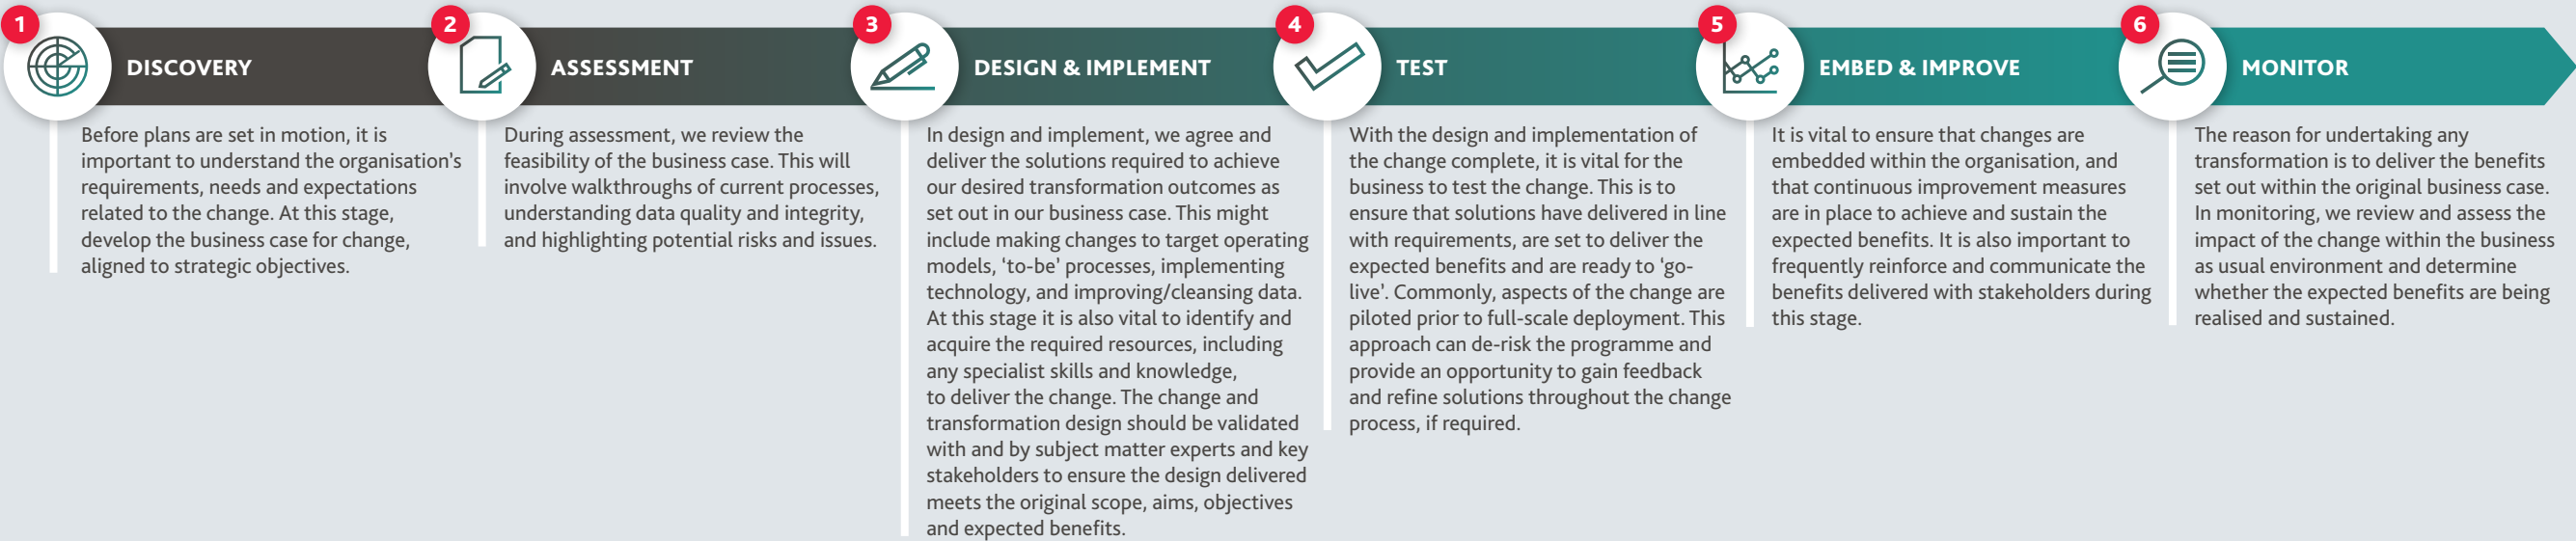 1
DISCOVERY
Before plans are set in motion, it is
important to understand the organisation's
requirements, needs and expectations
related to the change. At this stage,
develop the business case for change,
aligned to strategic objectives.
2
ASSESSMENT
During assessment, we review the
feasibility of the business case. This will
involve walkthroughs of current processes,
understanding data quality and integrity,
and highlighting potential risks and issues.
3
DESIGN & IMPLEMENT
In design and implement, we agree and
deliver the solutions required to achieve
our desired transformation outcomes as
set out in our business case. This might
include making changes to target operating
models, ‘to-be’ processes, implementing
technology, and improving/cleansing data.
At this stage it is also vital to identify and
acquire the required resources, including
any specialist skills and knowledge,
to deliver the change. The change and
transformation design should be validated
with and by subject matter experts and key
stakeholders to ensure the design delivered
meets the original scope, aims, objectives
and expected benefits.
4
TEST
With the design and implementation of
the change complete, it is vital for the
business to test the change. This is to
ensure that solutions have delivered in line
with requirements, are set to deliver the
expected benefits and are ready to ‘go-
live’. Commonly, aspects of the change are
piloted prior to full-scale deployment. This
approach can de-risk the programme and
provide an opportunity to gain feedback
and refine solutions throughout the change
process, if required.
5
EMBED & IMPROVE
It is vital to ensure that changes are
embedded within the organisation, and
that continuous improvement measures
are in place to achieve and sustain the
expected benefits. It is also important to
frequently reinforce and communicate the
benefits delivered with stakeholders during
this stage.
6
MONITOR
The reason for undertaking any
transformation is to deliver the benefits
set out within the original business case.
In monitoring, we review and assess the
impact of the change within the business
as usual environment and determine
whether the expected benefits are being
realised and sustained.